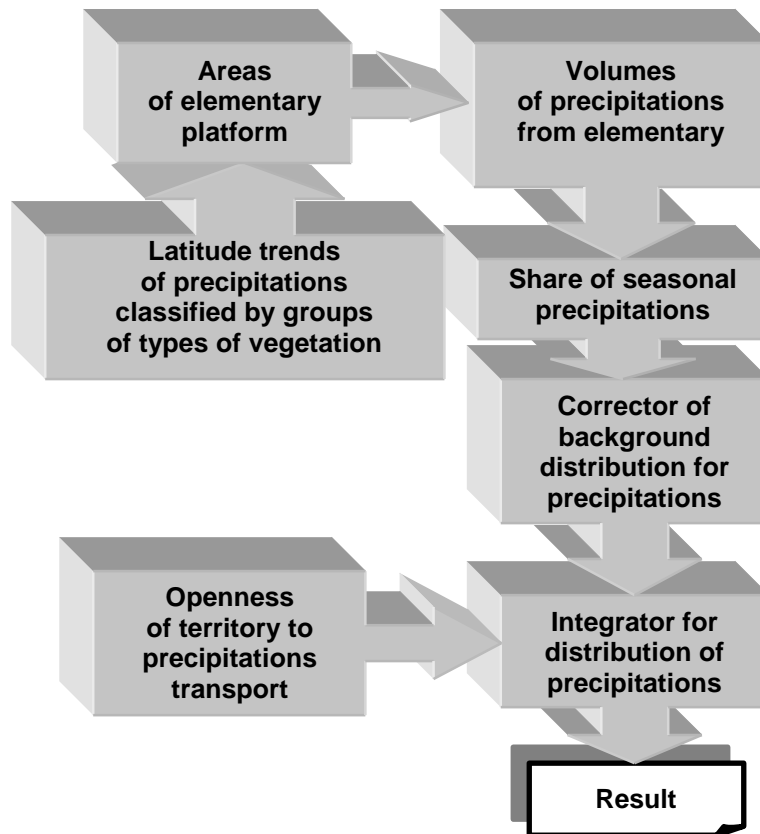 Areas
of elementary
platform
Volumes
of precipitations
from elementary
Latitude trends
of precipitations
classified by groups
of types of vegetation
Share of seasonal
precipitations
Corrector of
background
distribution for
precipitations
Openness
of territory to
precipitations
transport
Integrator for
distribution of
precipitations
Result